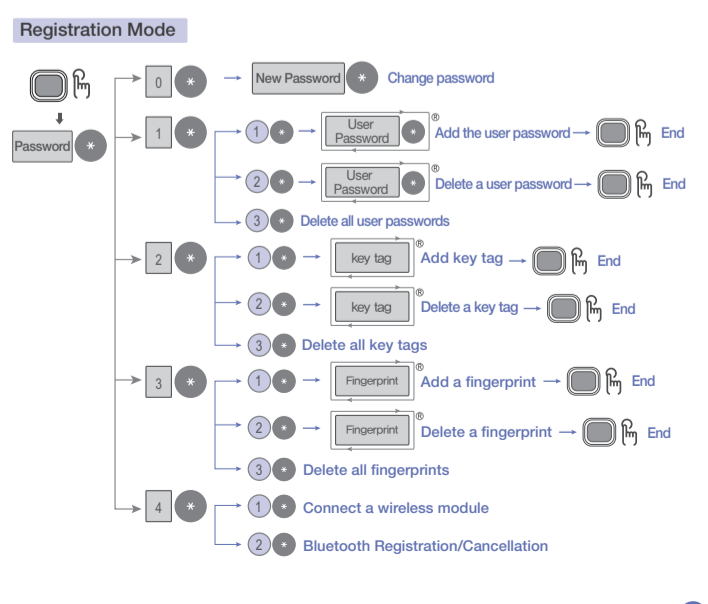 Registration Mode
0 * New Password * Change password
Password *
1 *
1 * User Password * ® Add the user password End
2 * User Password * ® Delete a user password End
3 * Delete all user passwords
2 *
1 * key tag ® Add key tag End
2 * key tag ® Delete a key tag End
3 * Delete all key tags
3 *
1 * Fingerprint ® Add a fingerprint End
2 * Fingerprint ® Delete a fingerprint End
3 * Delete all fingerprints
4 *
1 * Connect a wireless module
2 * Bluetooth Registration/Cancellation